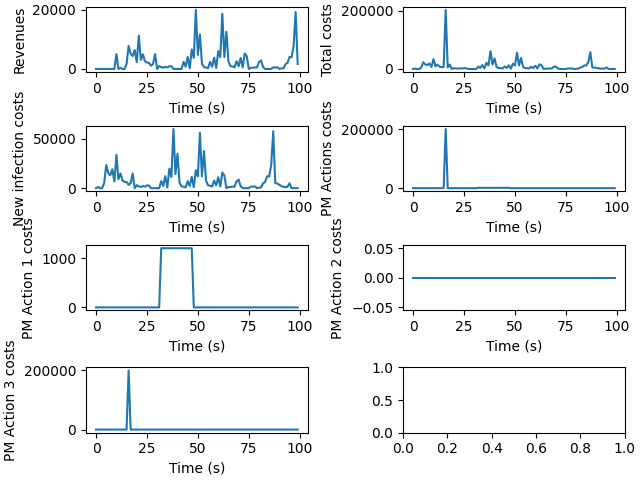 Revenues
20000
0
0 25 50 75 100
Time (s)
Total costs
200000
0
0 25 50 75 100
Time (s)
New infection costs
50000
0
0 25 50 75 100
Time (s)
PM Actions costs
200000
0
0 25 50 75 100
Time (s)
PM Action 1 costs
1000
0
0 25 50 75 100
Time (s)
PM Action 2 costs
0.05
0.00
−0.05
0 25 50 75 100
Time (s)
PM Action 3 costs
200000
0
0 25 50 75 100
Time (s)
1.0
0.5
0.0
0.0 0.2 0.4 0.6 0.8 1.0